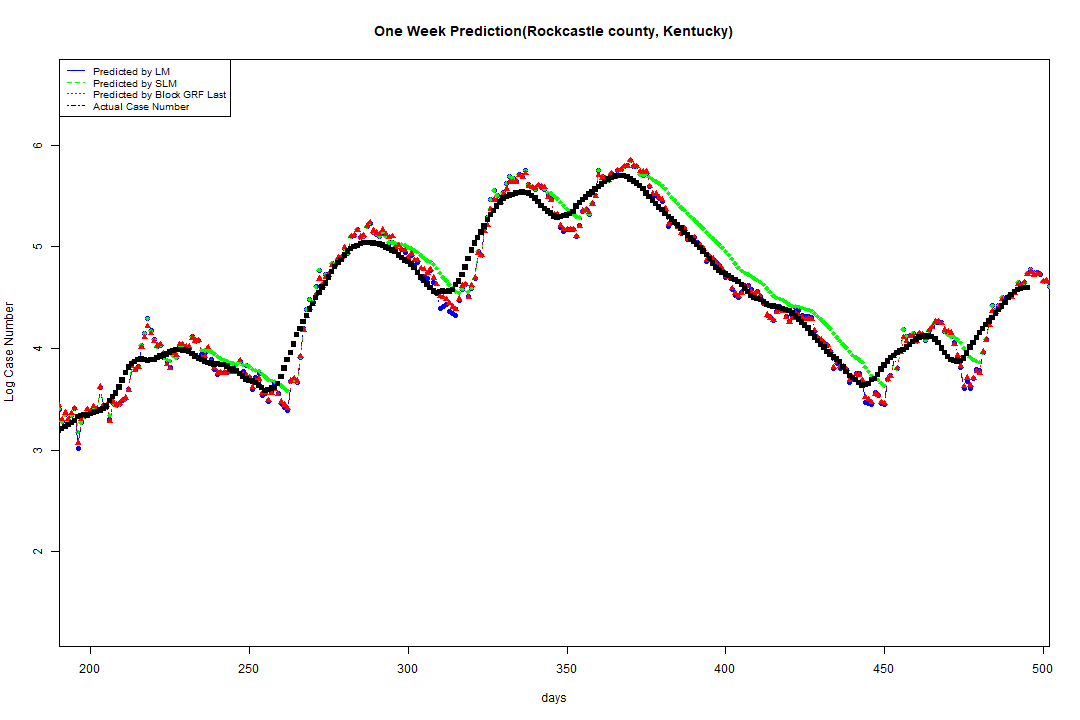 One Week Prediction(Rockcastle county, Kentucky)
Predicted by LM
Predicted by SLM
Predicted by Block GRF Last
Actual Case Number
Log Case Number
6
5
4
3
2
200 250 300 350 400 450 500
days